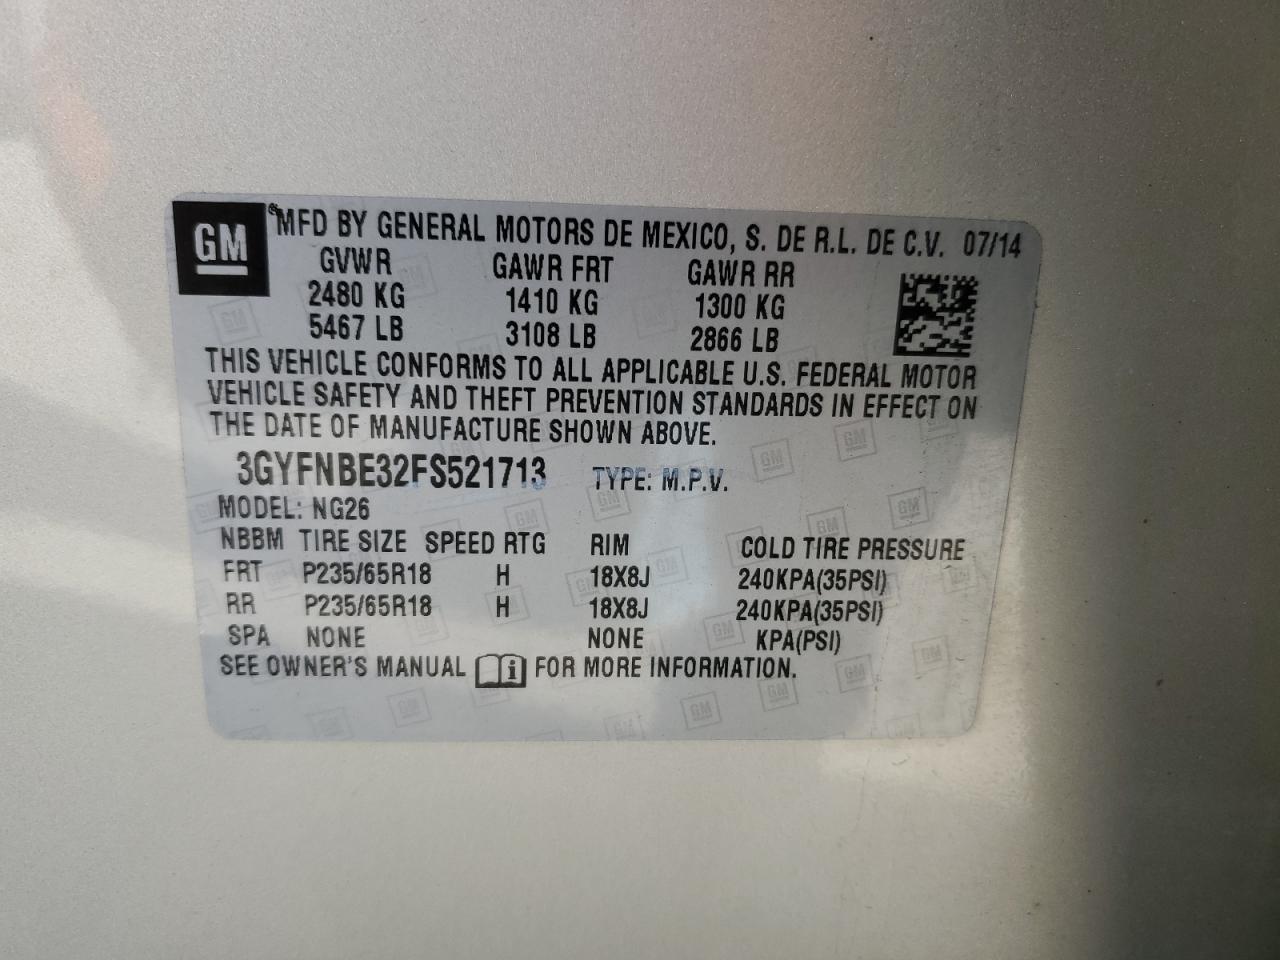 GM
® MFD BY GENERAL MOTORS DE MEXICO, S. DE R.L. DE C.V. 07/14
GVWR GAWR FRT GAWR RR
2480 KG 1410 KG 1300 KG
5467 LB 3108 LB 2866 LB
THIS VEHICLE CONFORMS TO ALL APPLICABLE U.S. FEDERAL MOTOR
VEHICLE SAFETY AND THEFT PREVENTION STANDARDS IN EFFECT ON
THE DATE OF MANUFACTURE SHOWN ABOVE.
3GYFNBE32FS521713 TYPE: M.P.V.
MODEL: NG26
NBBM TIRE SIZE SPEED RTG RIM COLD TIRE PRESSURE
FRT P235/65R18 H 18X8J 240KPA(35PSI)
RR P235/65R18 H 18X8J 240KPA(35PSI)
SPA NONE NONE KPA(PSI)
SEE OWNER'S MANUAL i FOR MORE INFORMATION.